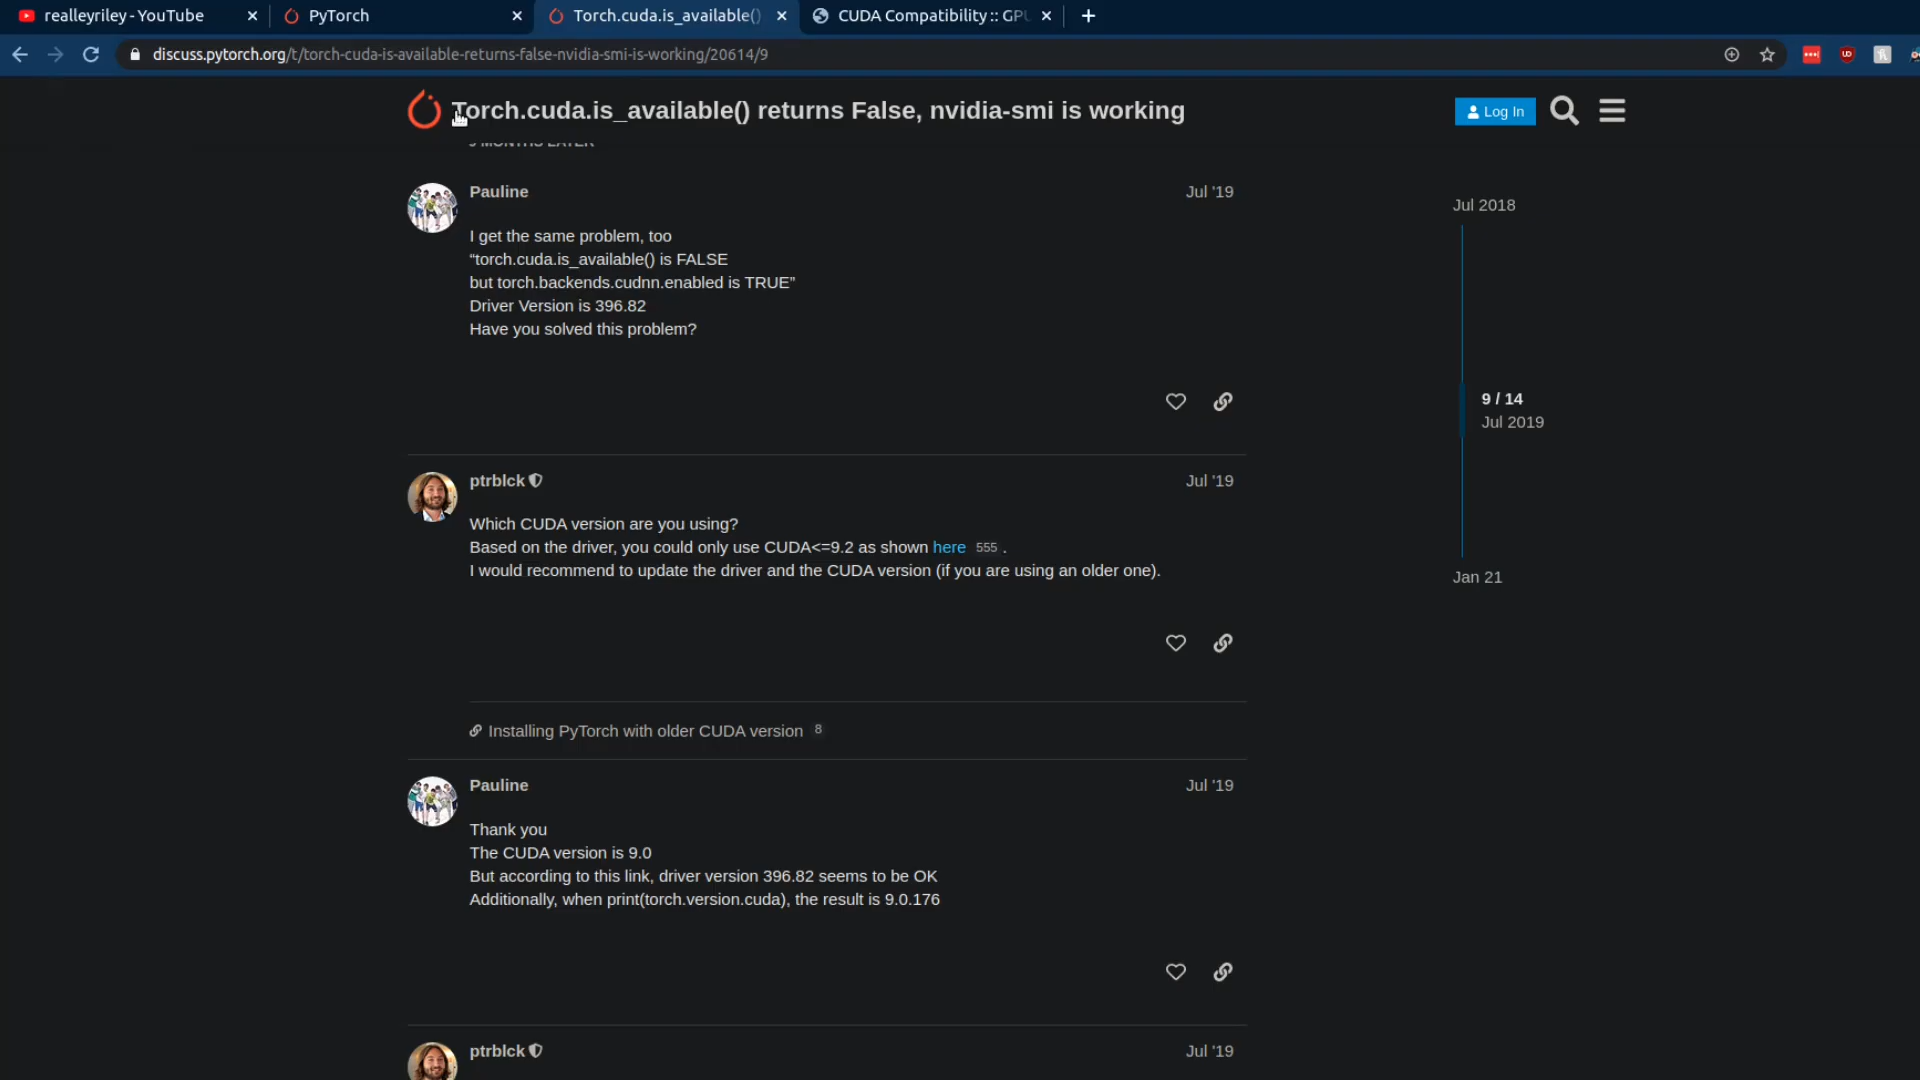 realleyriley - YouTube
PyTorch
Torch.cuda.is_available()
CUDA Compatibility :: GPU
discuss.pytorch.org/t/torch-cuda-is-available-returns-false-nvidia-smi-is-working/20614/9
Torch.cuda.is_available() returns False, nvidia-smi is working
Log In
9 MONTHS LATER
Pauline
Jul '19
I get the same problem, too
“torch.cuda.is_available() is FALSE
but torch.backends.cudnn.enabled is TRUE”
Driver Version is 396.82
Have you solved this problem?
Jul 2018
9 / 14
Jul 2019
Jan 21
ptrblck
Jul '19
Which CUDA version are you using?
Based on the driver, you could only use CUDA<=9.2 as shown here 555 .
I would recommend to update the driver and the CUDA version (if you are using an older one).
Installing PyTorch with older CUDA version 8
Pauline
Jul '19
Thank you
The CUDA version is 9.0
But according to this link, driver version 396.82 seems to be OK
Additionally, when print(torch.version.cuda), the result is 9.0.176
ptrblck
Jul '19